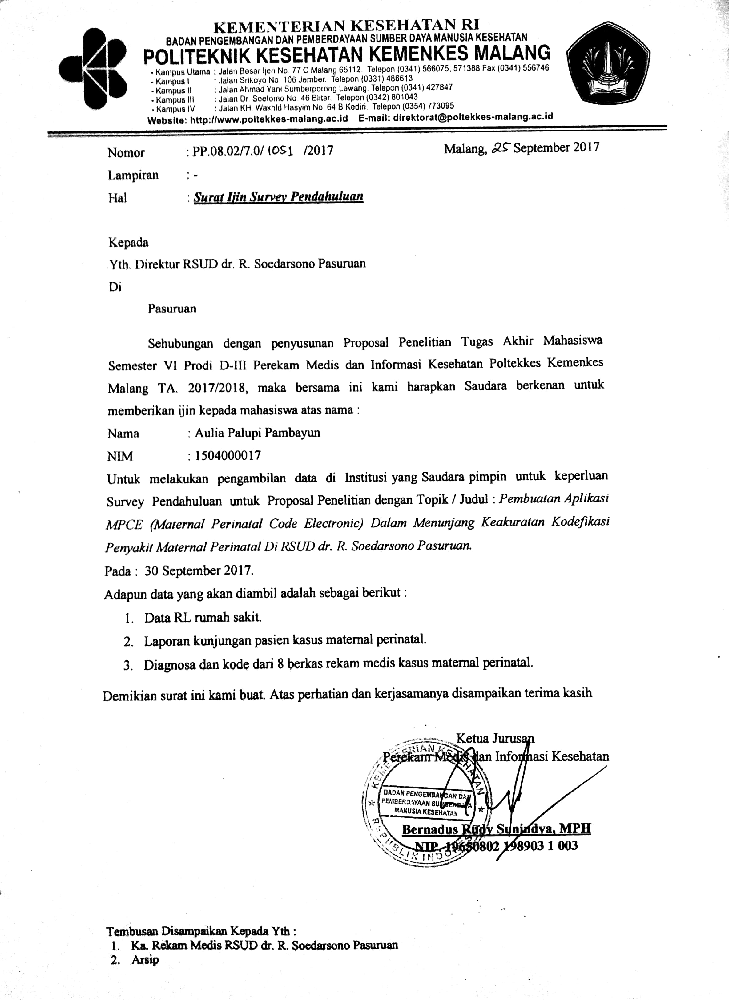 KEMENTERIAN KESEHATAN RI
BADAN PENGEMBANGAN DAN PEMBERDAYAAN SUMBER DAYA MANUSIA KESEHATAN
POLITEKNIK KESEHATAN KEMENKES MALANG
- Kampus Utama : Jalan Besar Ijen No. 77 C Malang 65112. Telepon (0341) 566075, 571388 Fax (0341) 556746
- Kampus I : Jalan Srikoyo No. 106 Jember. Telepon (0331) 486613
- Kampus II : Jalan Ahmad Yani Sumberporong Lawang. Telepon (0341) 427847
- Kampus III : Jalan Dr. Soetomo No. 46 Blitar. Telepon (0342) 801043
- Kampus IV : Jalan KH. Wakhid Hasyim No. 64 B Kediri. Telepon (0354) 773095
Website: http://www.poltekkes-malang.ac.id E-mail: direktorat@poltekkes-malang.ac.id
Nomor : PP.08.02/7.0/ 1051 /2017 Malang, 25 September 2017
Lampiran : -
Hal : Surat Ijin Survey Pendahuluan
Kepada
Yth. Direktur RSUD dr. R. Soedarsono Pasuruan
Di
Pasuruan
Sehubungan dengan penyusunan Proposal Penelitian Tugas Akhir Mahasiswa
Semester VI Prodi D-III Perekam Medis dan Informasi Kesehatan Poltekkes Kemenkes
Malang TA. 2017/2018, maka bersama ini kami harapkan Saudara berkenan untuk
memberikan ijin kepada mahasiswa atas nama :
Nama : Aulia Palupi Pambayun
NIM : 1504000017
Untuk melakukan pengambilan data di Institusi yang Saudara pimpin untuk keperluan
Survey Pendahuluan untuk Proposal Penelitian dengan Topik / Judul : Pembuatan Aplikasi
MPCE (Maternal Perinatal Code Electronic) Dalam Menunjang Keakuratan Kodefikasi
Penyakit Maternal Perinatal Di RSUD dr. R. Soedarsono Pasuruan.
Pada : 30 September 2017.
Adapun data yang akan diambil adalah sebagai berikut :
1. Data RL rumah sakit.
2. Laporan kunjungan pasien kasus maternal perinatal.
3. Diagnosa dan kode dari 8 berkas rekam medis kasus maternal perinatal.
Demikian surat ini kami buat. Atas perhatian dan kerjasamanya disampaikan terima kasih
Ketua Jurusan
Perekam Medis dan Informasi Kesehatan
KEMENTERIAN KESEHATAN
BADAN PENGEMBANGAN DAN
PEMBERDAYAAN SUMBER DAYA
MANUSIA KESEHATAN
REPUBLIK INDONESIA
Bernadus Rudy Sunindya, MPH
NIP. 19650802 198903 1 003
Tembusan Disampaikan Kepada Yth :
1. Ka. Rekam Medis RSUD dr. R. Soedarsono Pasuruan
2. Arsip